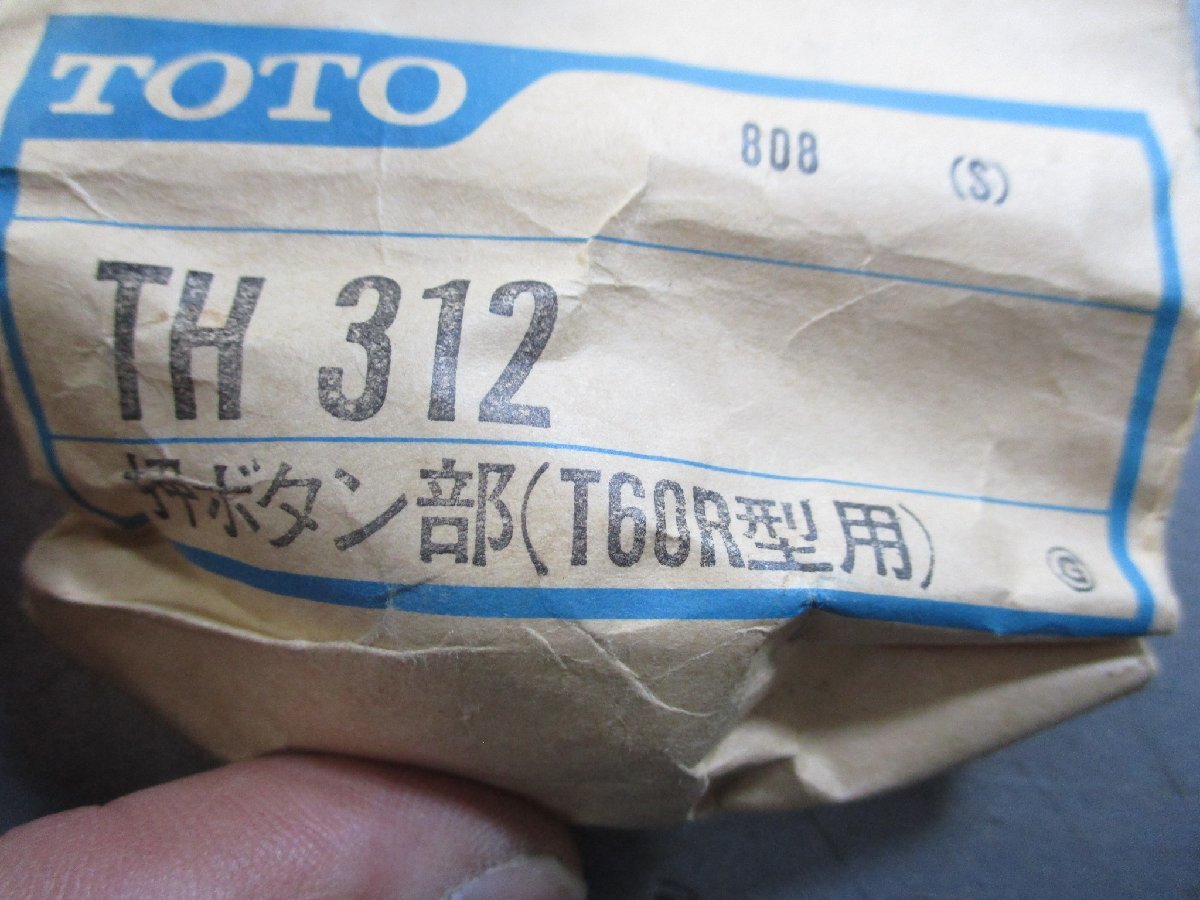 TOTO
808 (S)
TH 312
押ボタン部(T60R型用)
G